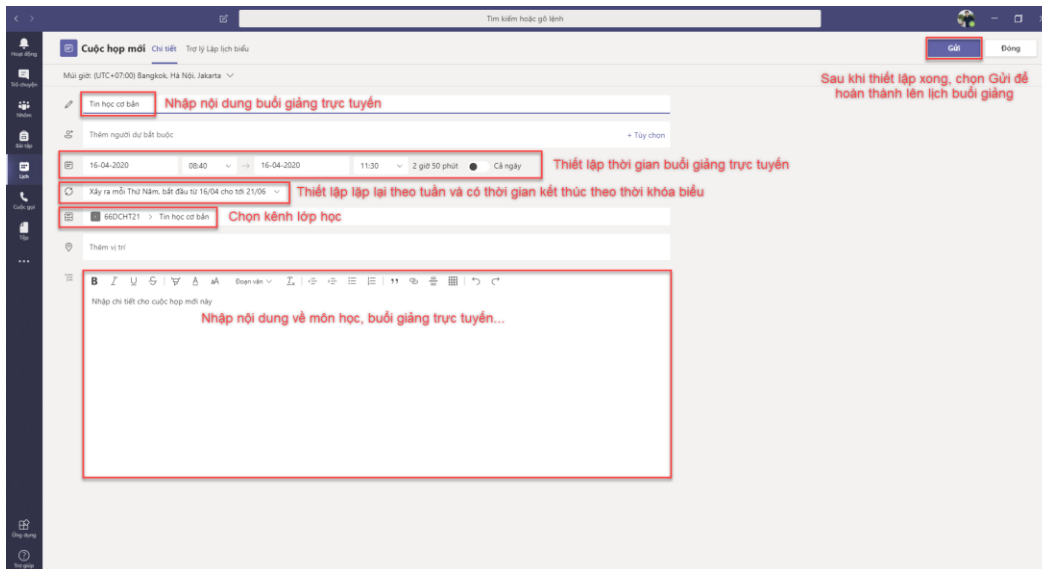 Tìm kiếm hoặc gõ lệnh
Hoạt động
Trò chuyện
Nhóm
Bài tập
Lịch
Cuộc gọi
Tệp
Ứng dụng
Trợ giúp
Cuộc họp mới Chi tiết Trợ lý Lập lịch biểu
Gửi Đóng
Múi giờ: (UTC+07:00) Bangkok, Hà Nội, Jakarta
Sau khi thiết lập xong, chọn Gửi để
hoàn thành lên lịch buổi giảng
Tin học cơ bản Nhập nội dung buổi giảng trực tuyến
Thêm người dự bắt buộc + Tùy chọn
16-04-2020 08:40 → 16-04-2020 11:30 2 giờ 50 phút Cả ngày Thiết lập thời gian buổi giảng trực tuyến
Xảy ra mỗi Thứ Năm, bắt đầu từ 16/04 cho tới 21/06 Thiết lập lặp lại theo tuần và có thời gian kết thúc theo thời khóa biểu
66DCHT21 > Tin học cơ bản Chọn kênh lớp học
Thêm vị trí
B I U S A aA Đoạn văn
Nhập chi tiết cho cuộc họp mới này
Nhập nội dung về môn học, buổi giảng trực tuyến...